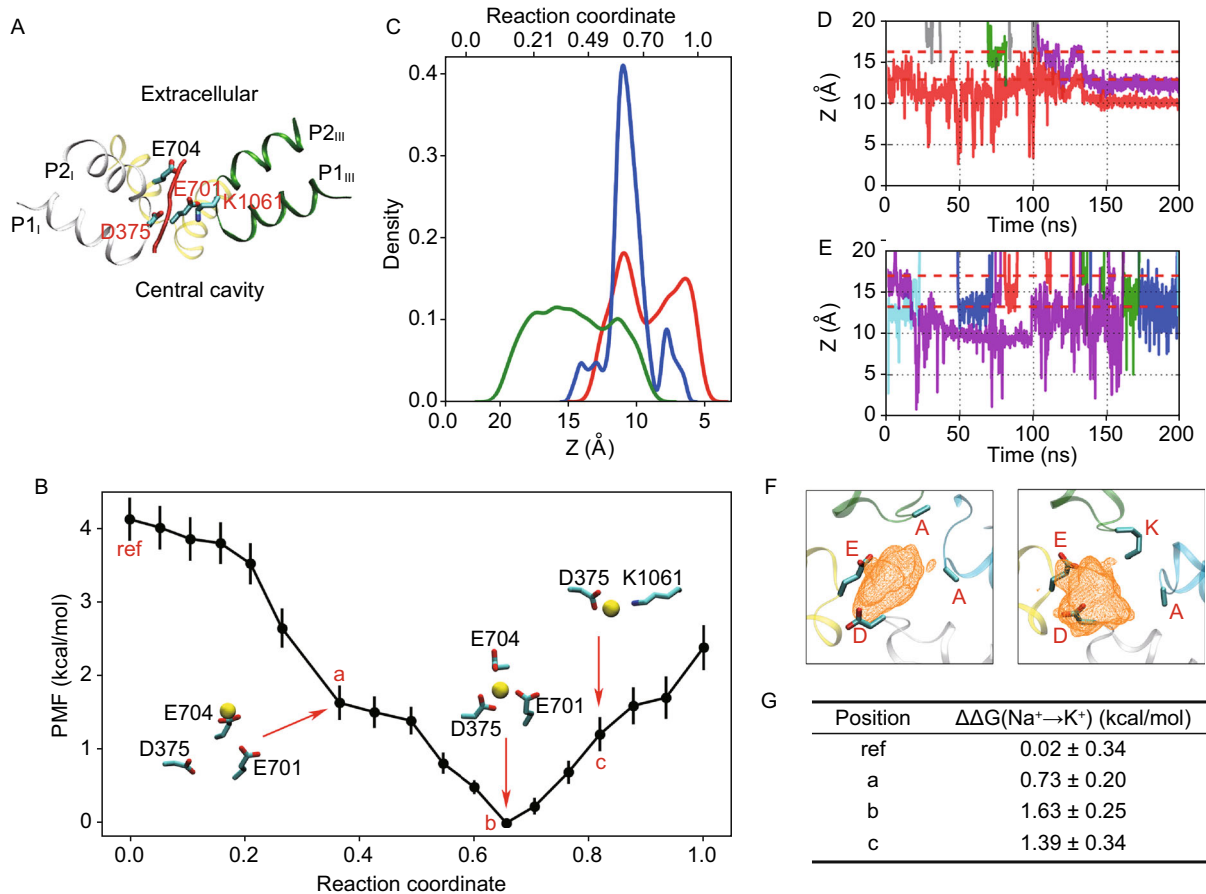 A
Extracellular
E704
P2III
P2I
E701
P1III
K1061
P1I
D375
Central cavity
C
Reaction coordinate
0.0 0.21 0.49 0.70 1.0
Density
0.4
0.3
0.2
0.1
0.0
0.0 20 15 10 5
Z (Å)
D
Z (Å)
20
15
10
5
0
0 50 100 150 200
Time (ns)
E
Z (Å)
20
15
10
5
0
0 50 100 150 200
Time (ns)
B
PMF (kcal/mol)
4
3
2
1
0
ref
a
E704
D375
E701
E704
D375
E701
b
D375 K1061
c
0.0 0.2 0.4 0.6 0.8 1.0
Reaction coordinate
F
A
E
A
D
K
E
A
D
G
Position ΔΔG(Na⁺→K⁺) (kcal/mol)
ref 0.02 ± 0.34
a 0.73 ± 0.20
b 1.63 ± 0.25
c 1.39 ± 0.34